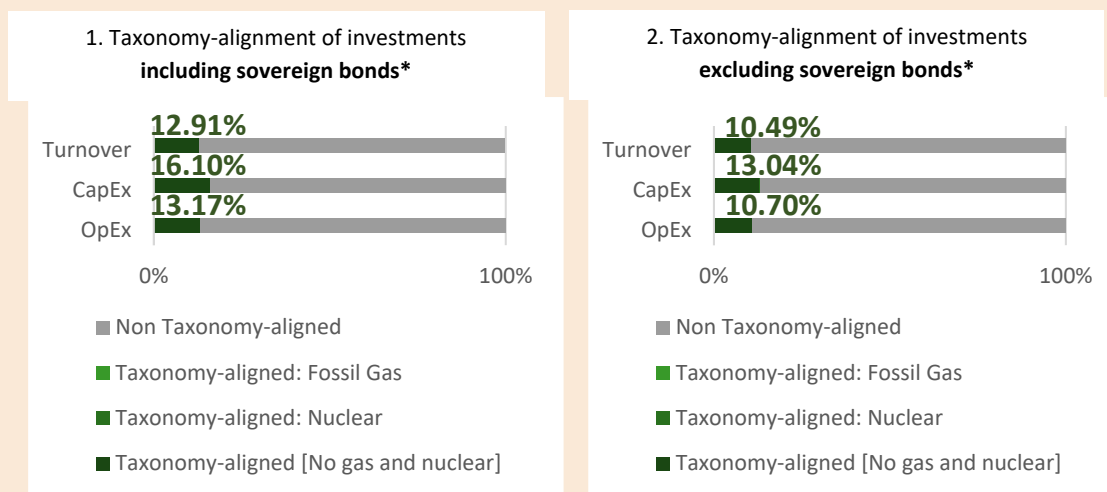 1. Taxonomy-alignment of investments
including sovereign bonds*
12.91%
Turnover
16.10%
CapEx
13.17%
OpEx
0%
100%
Non Taxonomy-aligned
Taxonomy-aligned: Fossil Gas
Taxonomy-aligned: Nuclear
Taxonomy-aligned [No gas and nuclear]
2. Taxonomy-alignment of investments
excluding sovereign bonds*
10.49%
Turnover
13.04%
CapEx
10.70%
OpEx
0%
100%
Non Taxonomy-aligned
Taxonomy-aligned: Fossil Gas
Taxonomy-aligned: Nuclear
Taxonomy-aligned [No gas and nuclear]